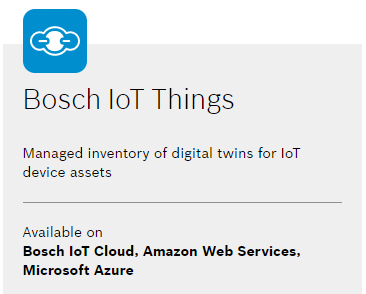 Bosch IoT Things
Managed inventory of digital twins for IoT
device assets
Available on
Bosch IoT Cloud, Amazon Web Services,
Microsoft Azure